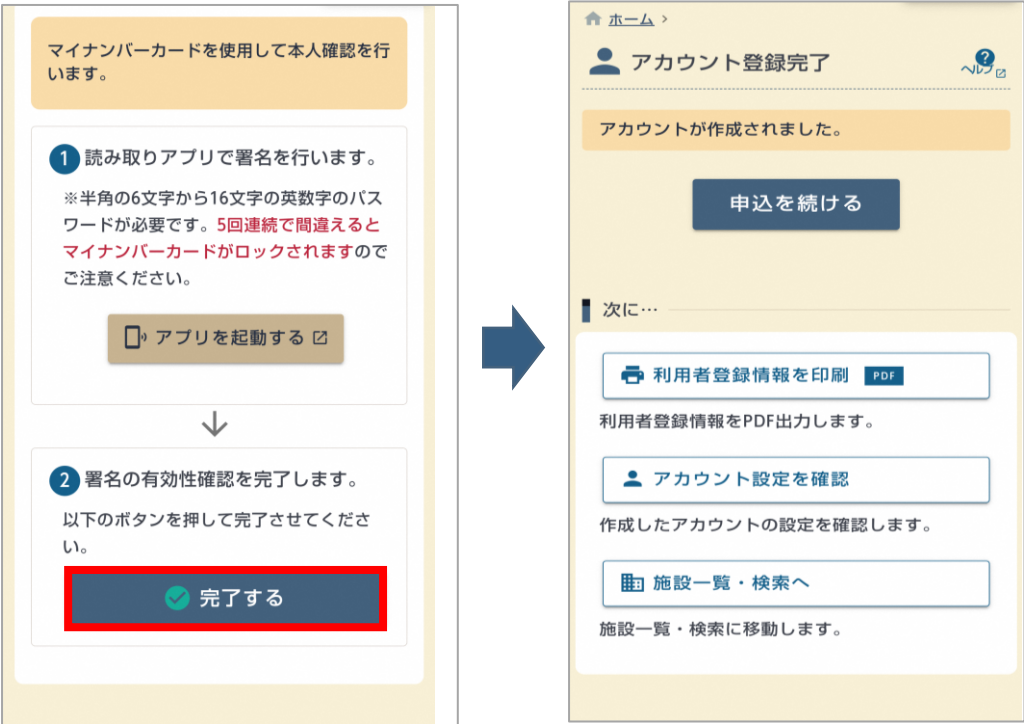 マイナンバーカードを使用して本人確認を行
います。
1 読み取りアプリで署名を行います。
※半角の6文字から16文字の英数字のパス
ワードが必要です。5回連続で間違えると
マイナンバーカードがロックされますので
ご注意ください。
アプリを起動する
2 署名の有効性確認を完了します。
以下のボタンを押して完了させてくださ
い。
完了する
ホーム
アカウント登録完了
?
ヘルプ
アカウントが作成されました。
申込を続ける
次に…
利用者登録情報を印刷 PDF
利用者登録情報をPDF出力します。
アカウント設定を確認
作成したアカウントの設定を確認します。
施設一覧・検索へ
施設一覧・検索に移動します。